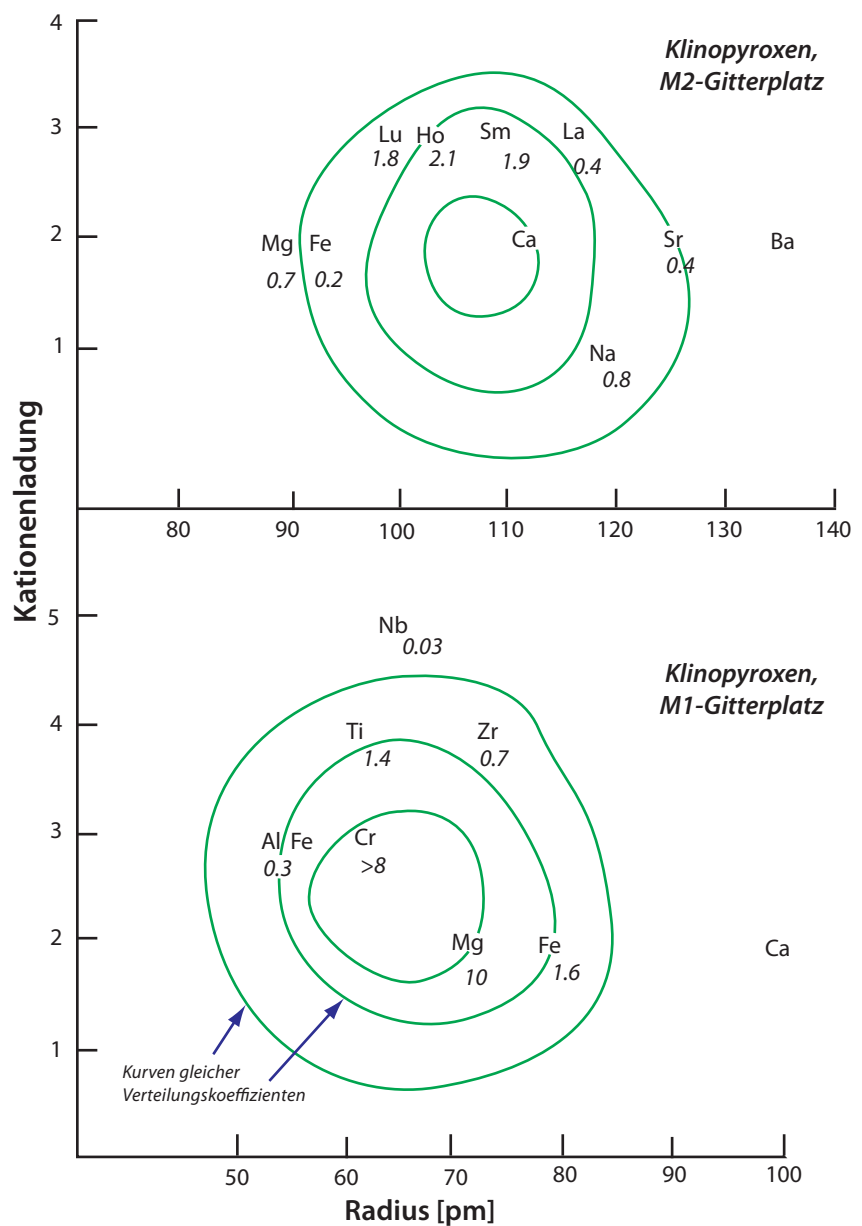 4
Klinopyroxen,
M2-Gitterplatz
3
Lu Ho Sm La
1.8 2.1 1.9 0.4
2
Mg Fe Ca Sr Ba
0.7 0.2 0.4
1
Na
0.8
80 90 100 110 120 130 140
Kationenladung
5
Nb
0.03
Klinopyroxen,
M1-Gitterplatz
4
Ti Zr
1.4 0.7
3
Al Fe Cr
0.3 >8
2
Mg Fe Ca
10 1.6
1
Kurven gleicher
Verteilungskoeffizienten
50 60 70 80 90 100
Radius [pm]